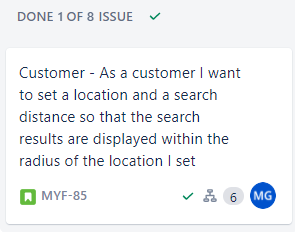 DONE 1 OF 8 ISSUE
Customer - As a customer I want
to set a location and a search
distance so that the search
results are displayed within the
radius of the location I set
MYF-85 6 MG